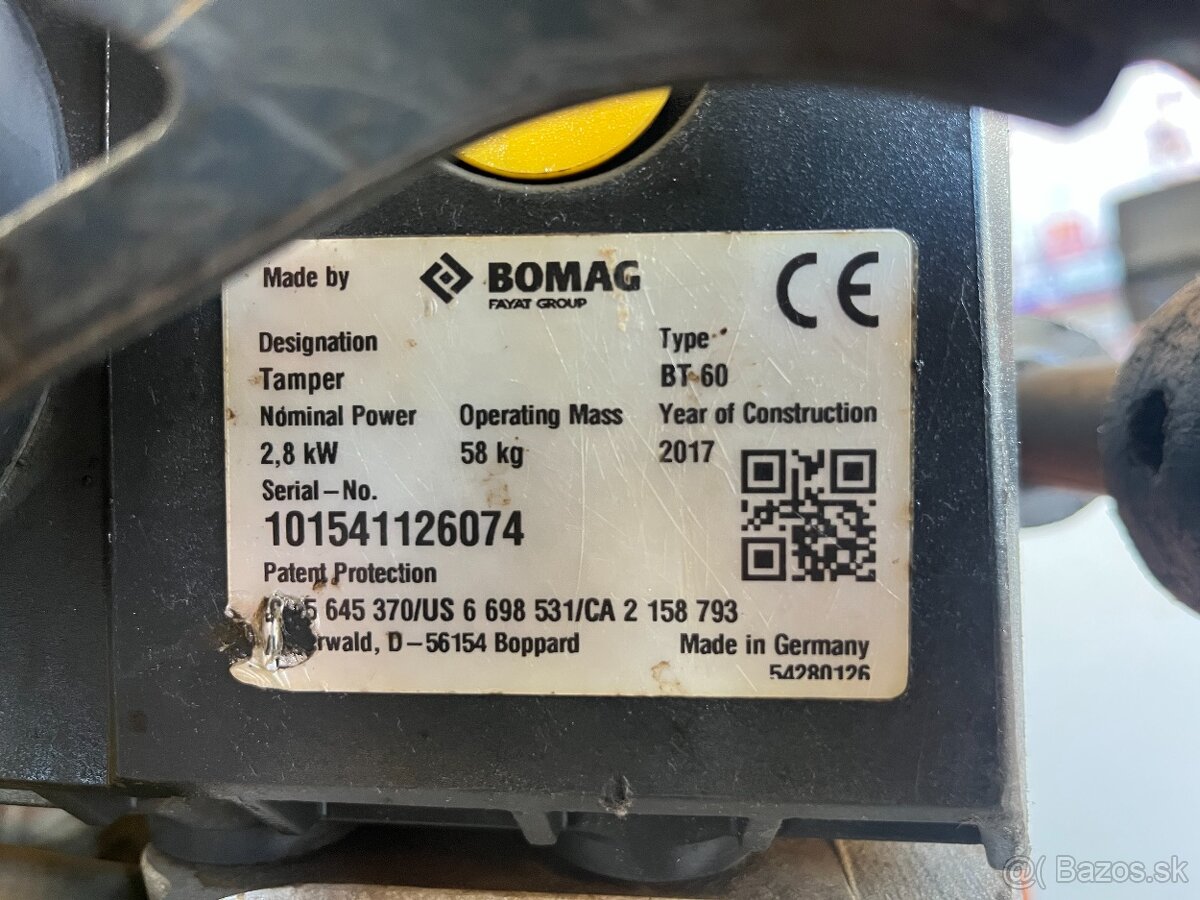 Made by BOMAG CE
FAYAT GROUP
Designation Type
Tamper BT 60
Nominal Power Operating Mass Year of Construction
2,8 kW 58 kg 2017
Serial-No.
101541126074
Patent Protection
5 645 370/US 6 698 531/CA 2 158 793
D-56154 Boppard Made in Germany
54280126
@( Bazos.sk